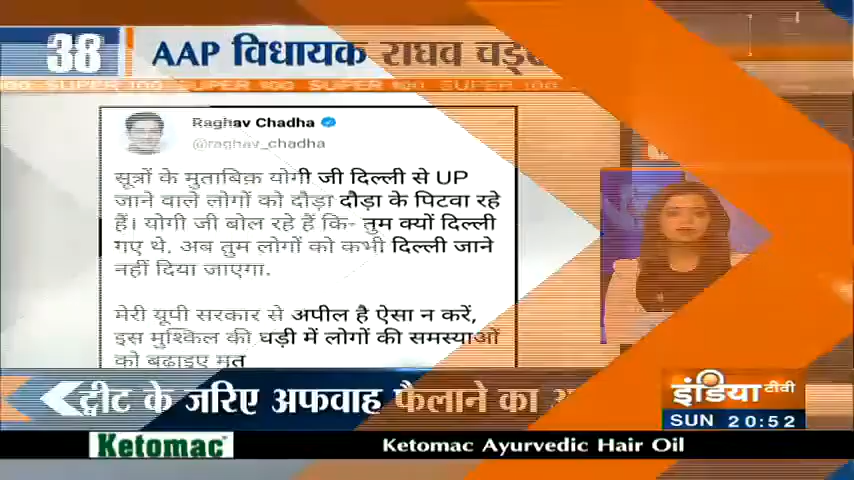 38
AAP विधायक राघव
SUPER 100 SUPER 100 SUPER 100 SUPER 100
Raghav Chadha
@raghav_chadha
सूत्रों के मुताबिक़ योगी जी दिल्ली से UP
जाने वाले लोगों को दौड़ा दौड़ा के पिटवा रहे
हैं। योगी जी बोल रहे हैं कि- तुम क्यों दिल्ली
गए थे. अब तुम लोगों को कभी दिल्ली जाने
नहीं दिया जाएगा.
मेरी यूपी सरकार से अपील है ऐसा न करें,
इस मुश्किल की घड़ी में लोगों की समस्याओं
को बढ़ाइए मत
ट्वीट के जरिए अफवाह फैलाने का
इंडिया टीवी
SUN 20:52
Ketomac
Ketomac Ayurvedic Hair Oil